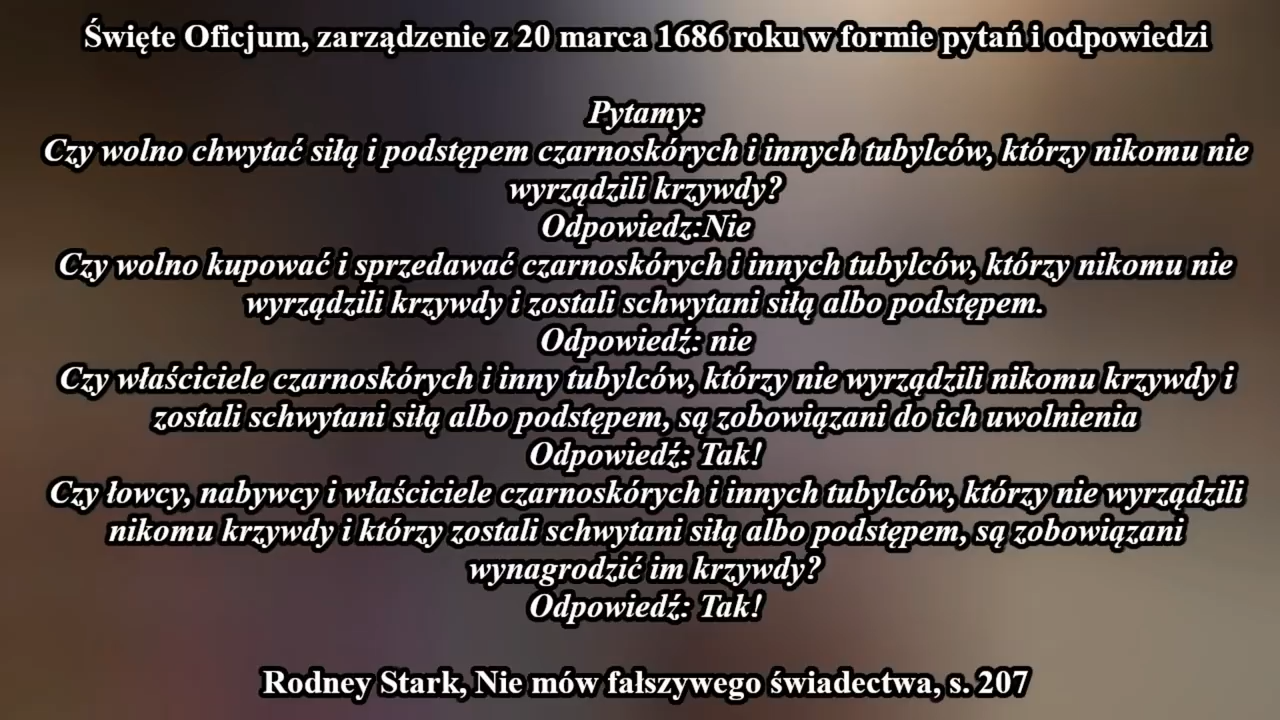 Święte Oficjum, zarządzenie z 20 marca 1686 roku w formie pytań i odpowiedzi
Pytamy:
Czy wolno chwytać siłą i podstępem czarnoskórych i innych tubylców, którzy nikomu nie
wyrządzili krzywdy?
Odpowiedz:Nie
Czy wolno kupować i sprzedawać czarnoskórych i innych tubylców, którzy nikomu nie
wyrządzili krzywdy i zostali schwytani siłą albo podstępem.
Odpowiedź: nie
Czy właściciele czarnoskórych i inny tubylców, którzy nie wyrządzili nikomu krzywdy i
zostali schwytani siłą albo podstępem, są zobowiązani do ich uwolnienia
Odpowiedź: Tak!
Czy łowcy, nabywcy i właściciele czarnoskórych i innych tubylców, którzy nie wyrządzili
nikomu krzywdy i którzy zostali schwytani siłą albo podstępem, są zobowiązani
wynagrodzić im krzywdy?
Odpowiedź: Tak!
Rodney Stark, Nie mów fałszywego świadectwa, s. 207